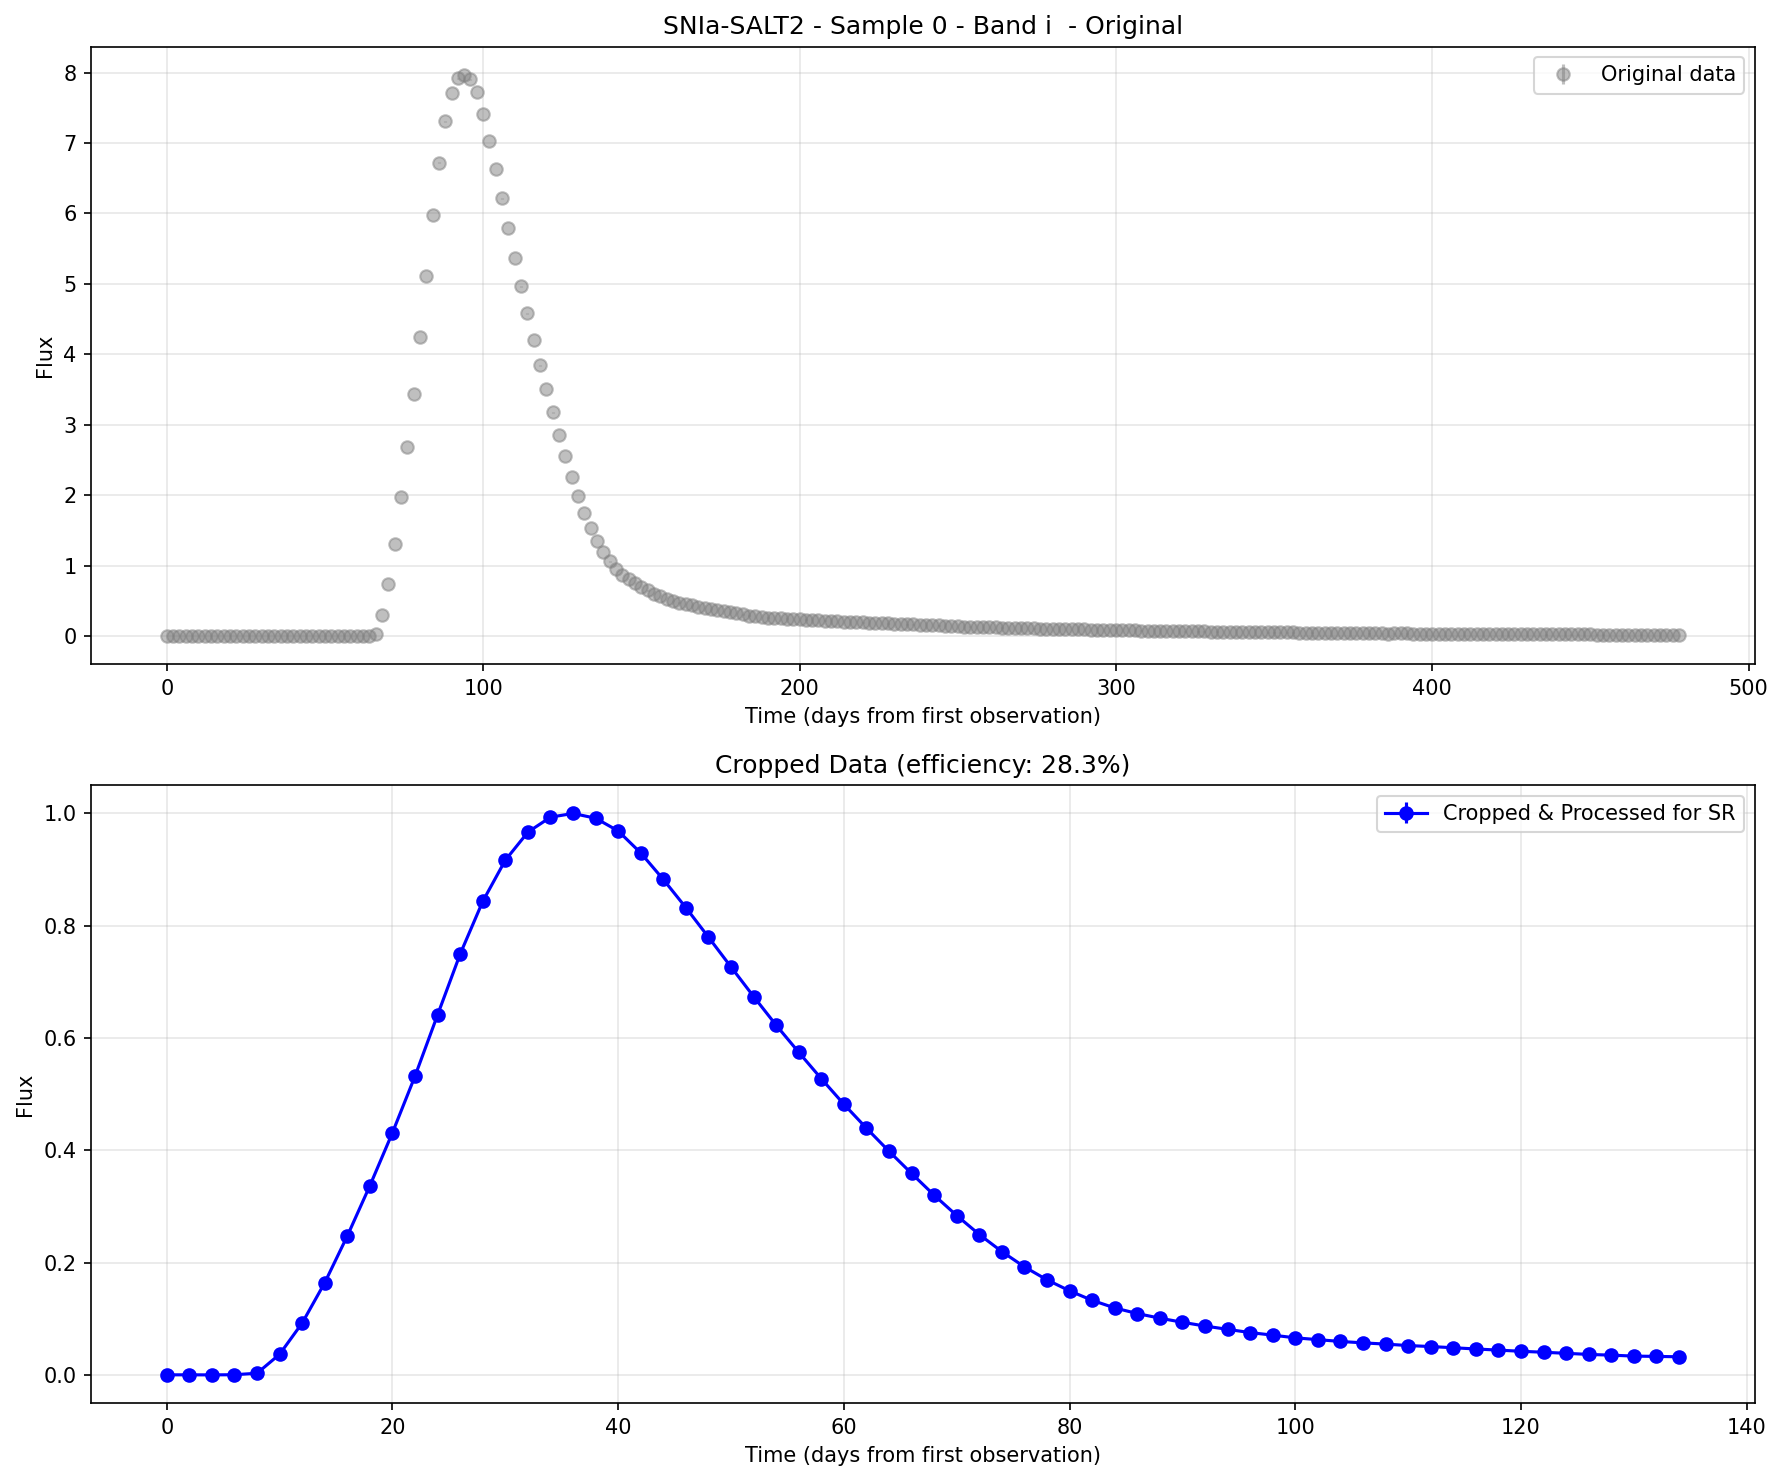 SNIa-SALT2 - Sample 0 - Band i  - Original
Original data
8
7
6
5
4
3
2
1
0
Flux
0 100 200 300 400 500
Time (days from first observation)
Cropped Data (efficiency: 28.3%)
Cropped & Processed for SR
1.0
0.8
0.6
0.4
0.2
0.0
Flux
0 20 40 60 80 100 120 140
Time (days from first observation)